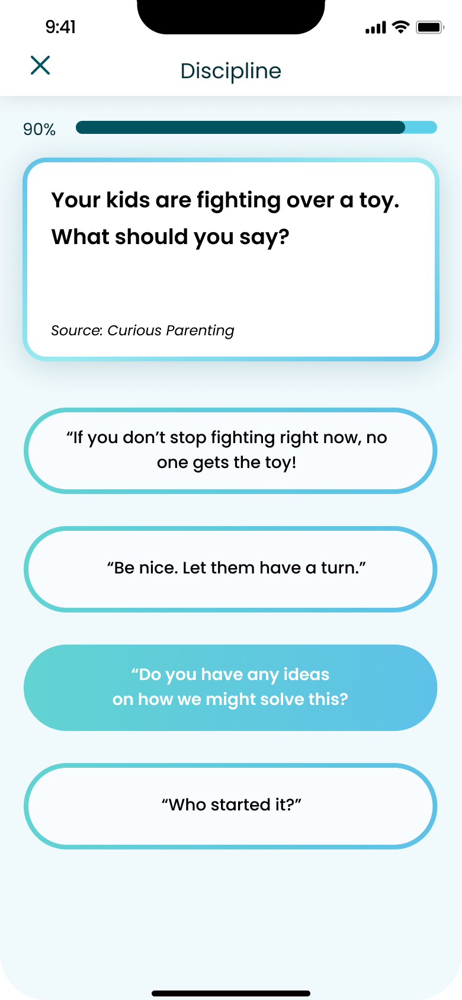 9:41
Discipline
90%
Your kids are fighting over a toy.
What should you say?
Source: Curious Parenting
“If you don’t stop fighting right now, no
one gets the toy!
“Be nice. Let them have a turn.”
“Do you have any ideas
on how we might solve this?
“Who started it?”